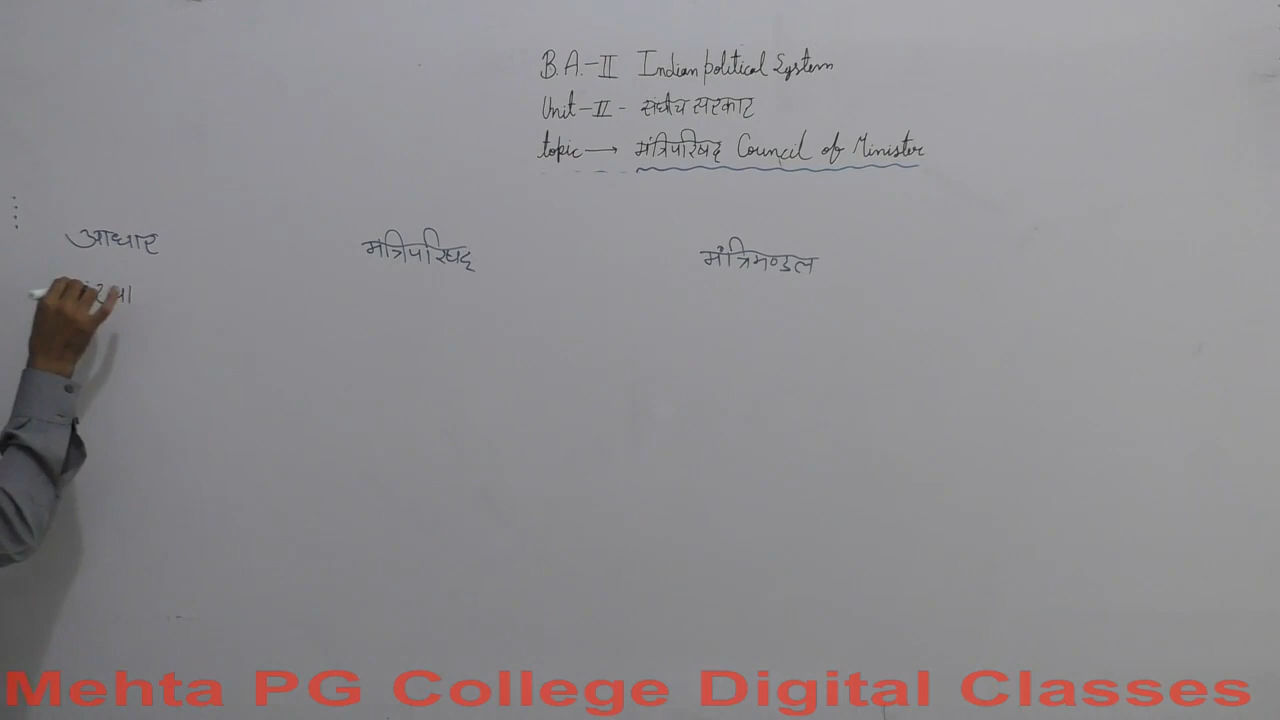 B.A.-II Indian political System
Unit-II - संघीय सरकार
topic → मंत्रिपरिषद् Council of Minister
आधार मंत्रिपरिषद् मंत्रिमण्डल
Mehta PG College Digital Classes